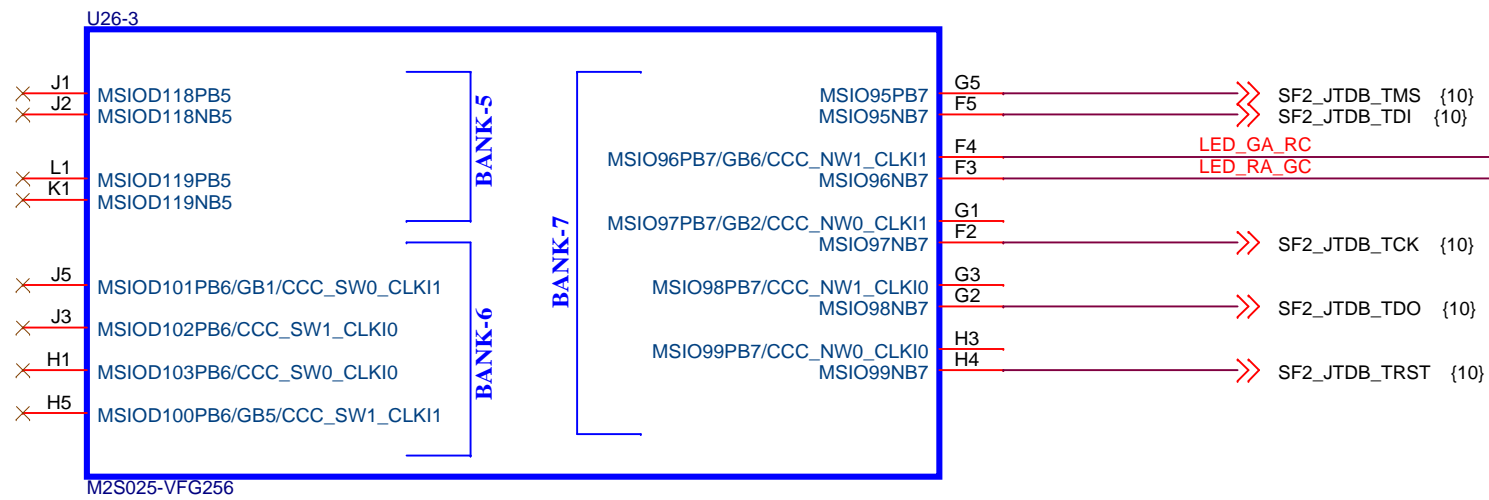 U26-3
J1 MSIOD118PB5
J2 MSIOD118NB5
L1 MSIOD119PB5
K1 MSIOD119NB5
BANK-5
J5 MSIOD101PB6/GB1/CCC_SW0_CLKI1
J3 MSIOD102PB6/CCC_SW1_CLKI0
H1 MSIOD103PB6/CCC_SW0_CLKI0
H5 MSIOD100PB6/GB5/CCC_SW1_CLKI1
BANK-6
BANK-7
MSIO95PB7 G5 SF2_JTDB_TMS {10}
MSIO95NB7 F5 SF2_JTDB_TDI {10}
MSIO96PB7/GB6/CCC_NW1_CLKI1 F4 LED_GA_RC
MSIO96NB7 F3 LED_RA_GC
MSIO97PB7/GB2/CCC_NW0_CLKI1 G1
MSIO97NB7 F2 SF2_JTDB_TCK {10}
MSIO98PB7/CCC_NW1_CLKI0 G3
MSIO98NB7 G2 SF2_JTDB_TDO {10}
MSIO99PB7/CCC_NW0_CLKI0 H3
MSIO99NB7 H4 SF2_JTDB_TRST {10}
M2S025-VFG256